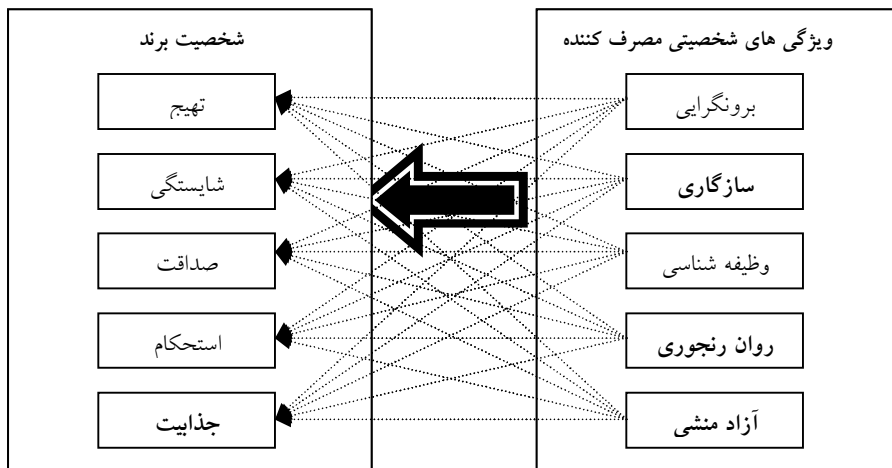 ویژگی های شخصیتی مصرف کننده
برونگرایی
سازگاری
وظیفه شناسی
روان رنجوری
آزاد منشی
شخصیت برند
تهیج
شایستگی
صداقت
استحکام
جذابیت